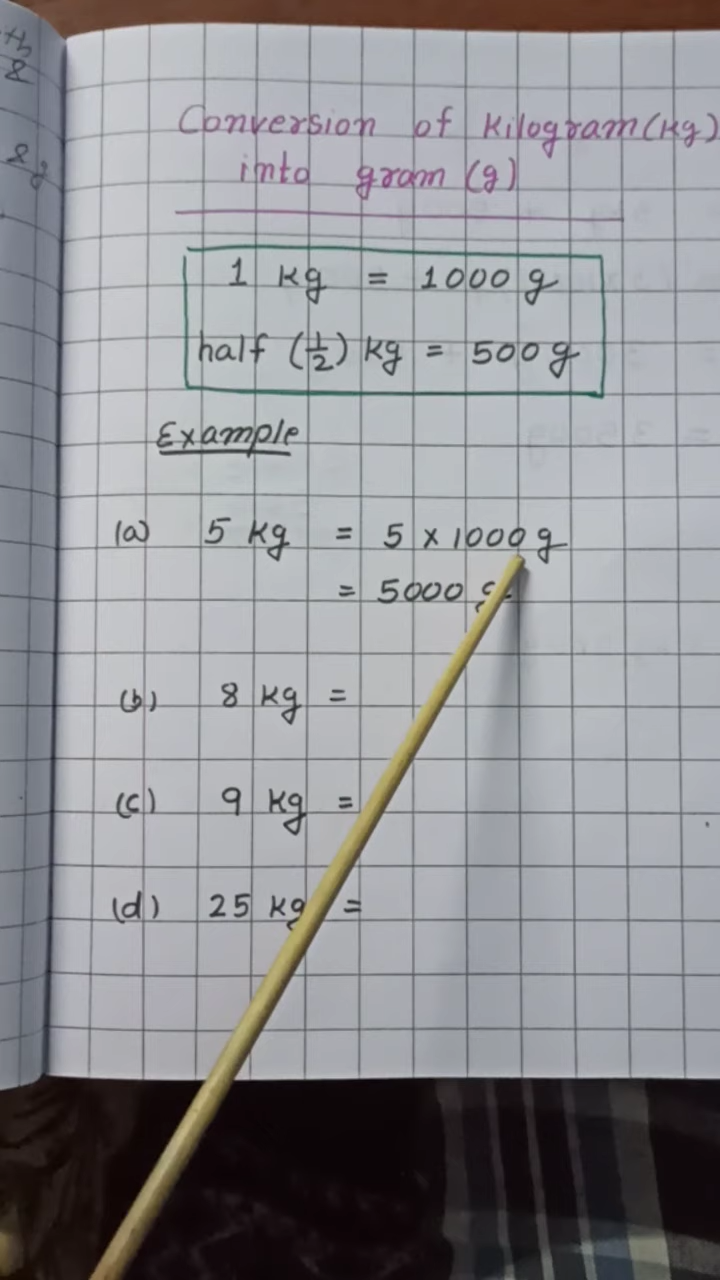 Conversion of Kilogram(Kg)
into gram (g)
1 Kg = 1000 g
half (1/2) Kg = 500 g
Example
(a) 5 Kg = 5 × 1000 g
= 5000 g
(b) 8 Kg =
(c) 9 Kg =
(d) 25 Kg =